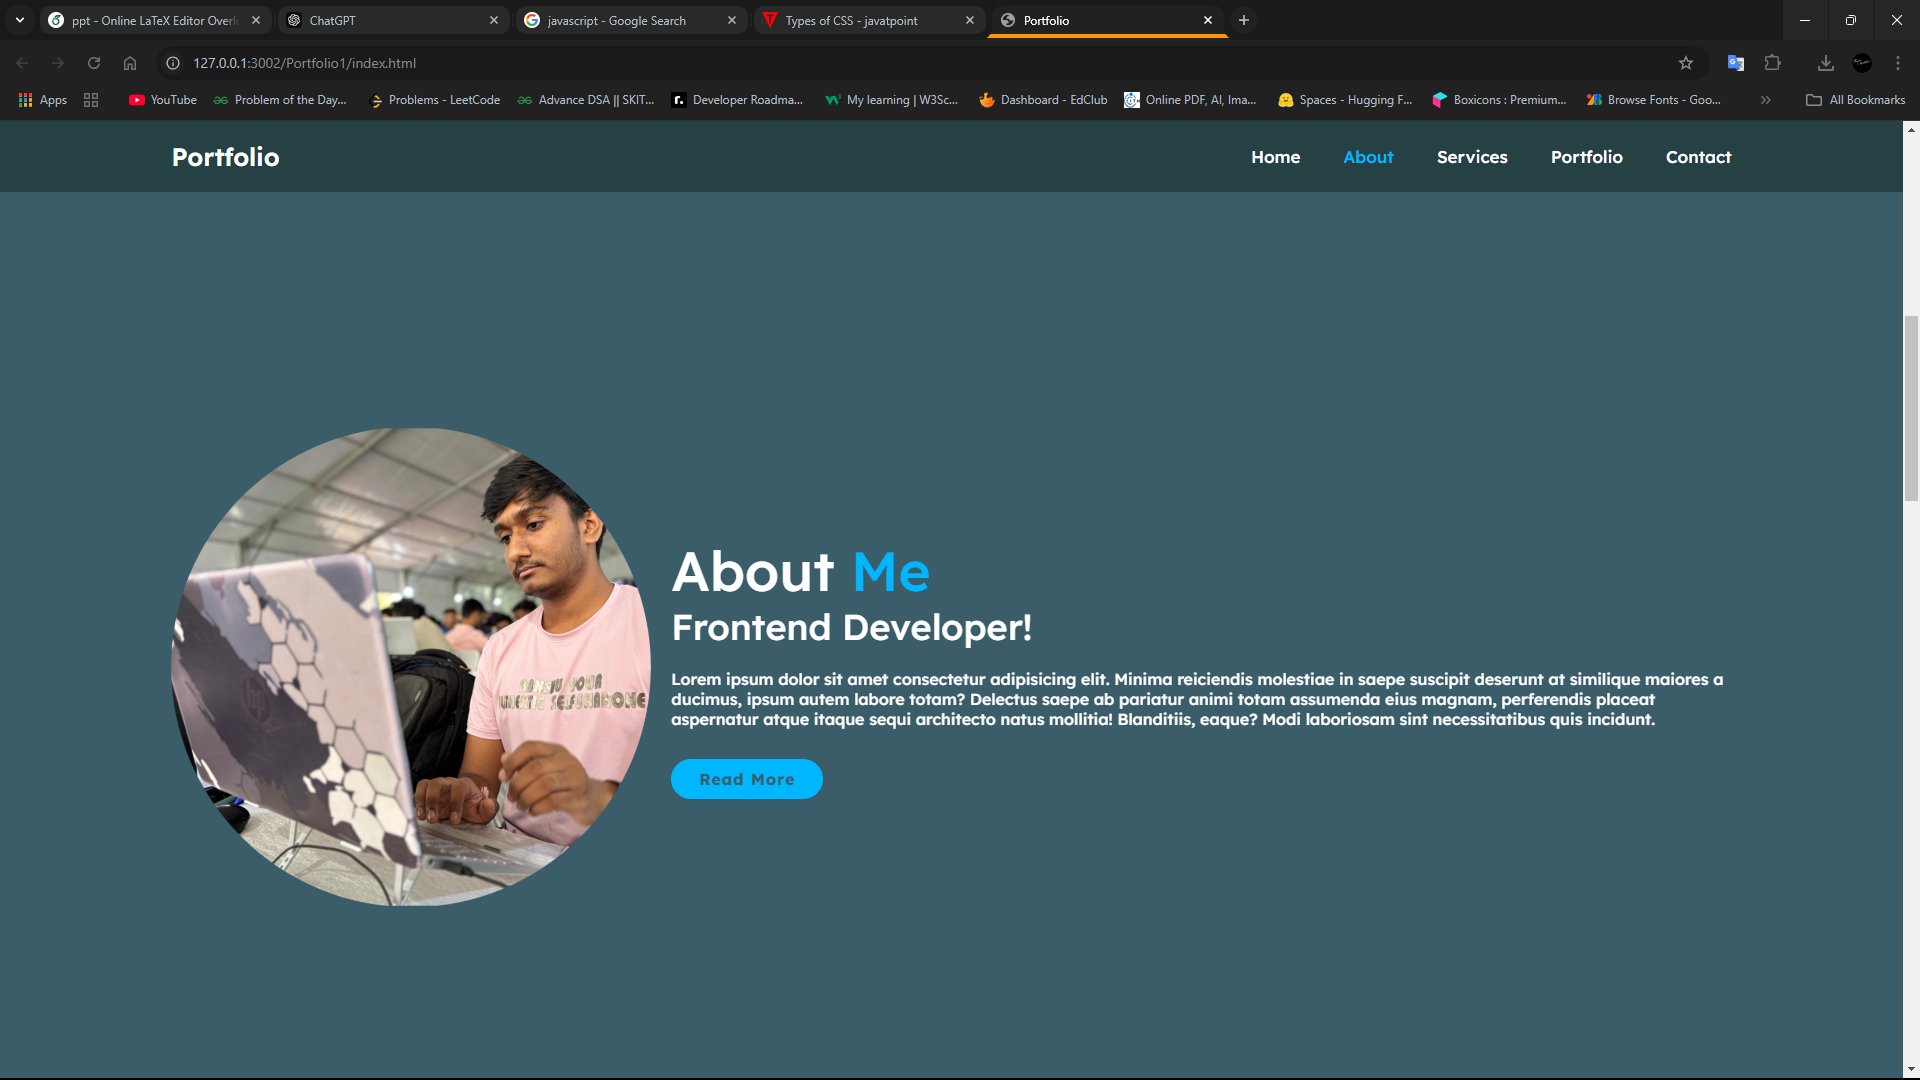 ppt - Online LaTeX Editor Overl
ChatGPT
javascript - Google Search
Types of CSS - javatpoint
Portfolio
127.0.0.1:3002/Portfolio1/index.html
Apps
YouTube
Problem of the Day...
Problems - LeetCode
Advance DSA || SKIT...
Developer Roadma...
My learning | W3Sc...
Dashboard - EdClub
Online PDF, AI, Ima...
Spaces - Hugging F...
Boxicons : Premium...
Browse Fonts - Goo...
All Bookmarks
Portfolio
Home
About
Services
Portfolio
Contact
About Me
Frontend Developer!
Lorem ipsum dolor sit amet consectetur adipisicing elit. Minima reiciendis molestiae in saepe suscipit deserunt at similique maiores a
ducimus, ipsum autem labore totam? Delectus saepe ab pariatur animi totam assumenda eius magnam, perferendis placeat
aspernatur atque itaque sequi architecto natus mollitia! Blanditiis, eaque? Modi laboriosam sint necessitatibus quis incidunt.
Read More